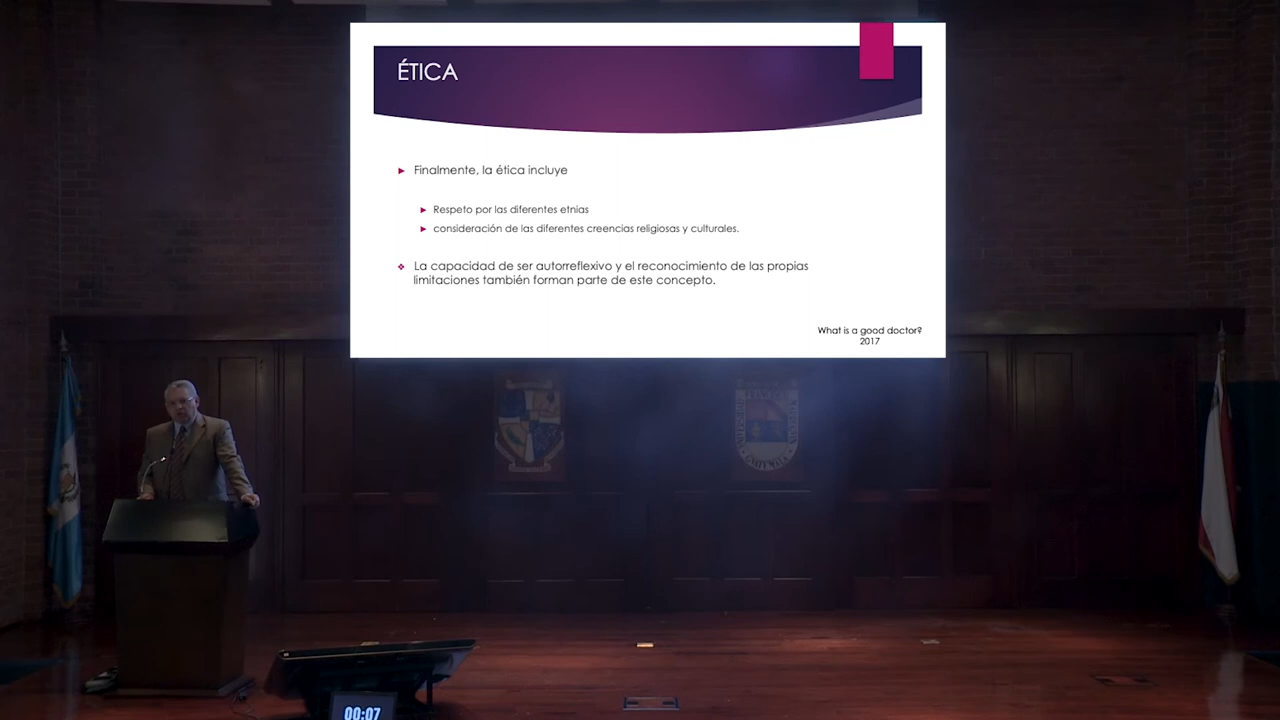 ÉTICA
Finalmente, la ética incluye
Respeto por las diferentes etnias
consideración de las diferentes creencias religiosas y culturales.
La capacidad de ser autorreflexivo y el reconocimiento de las propias
limitaciones también forman parte de este concepto.
What is a good doctor?
2017
00:07